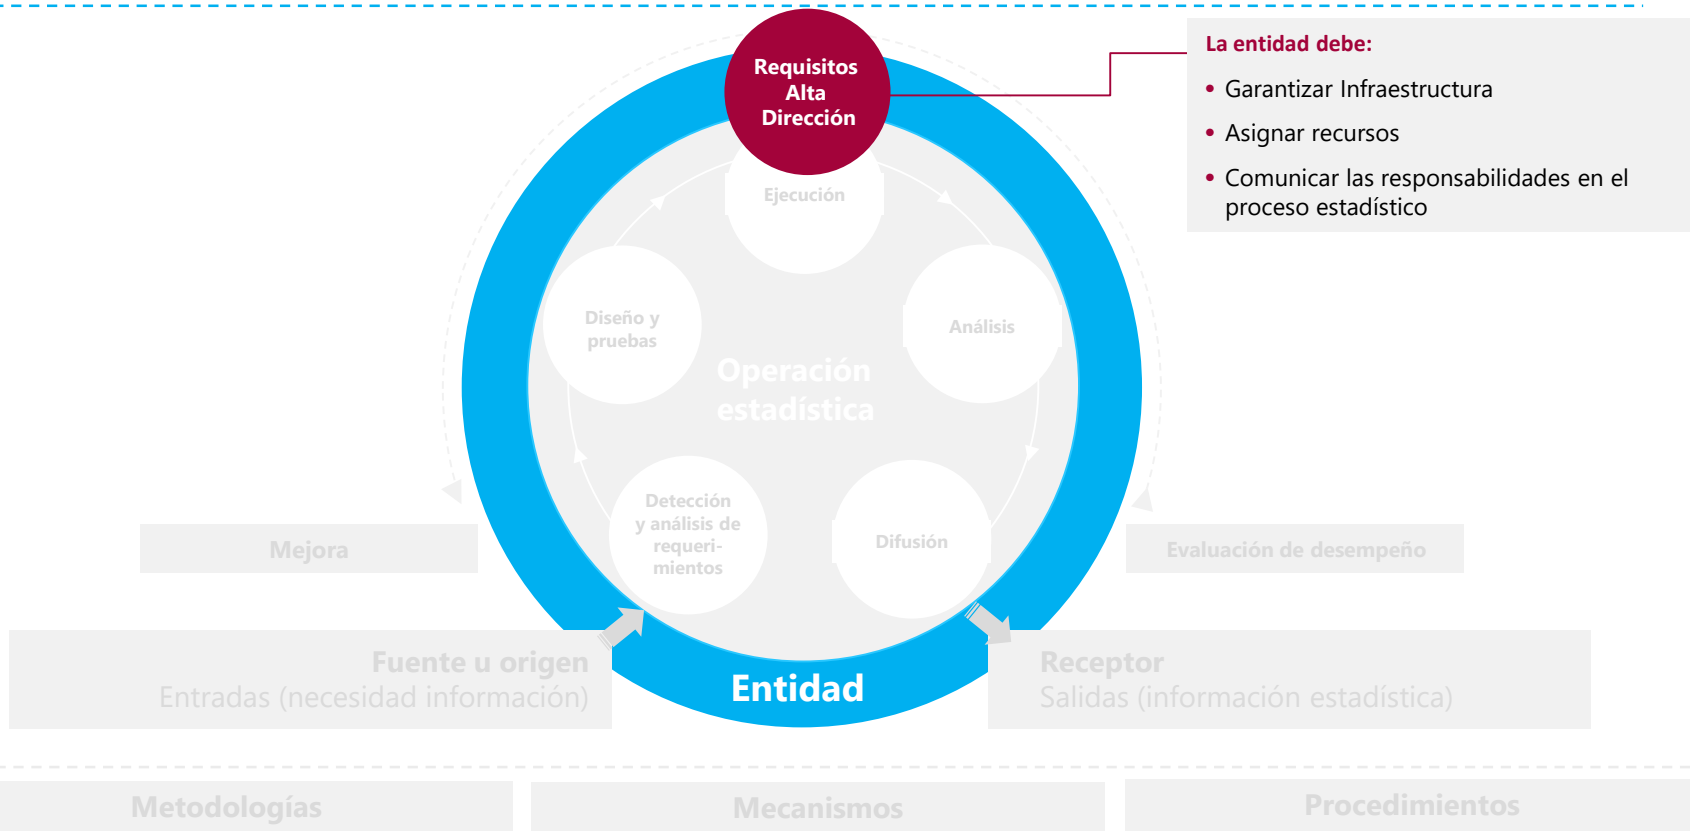 Requisitos
Alta
Dirección
La entidad debe:
• Garantizar Infraestructura
• Asignar recursos
• Comunicar las responsabilidades en el
proceso estadístico
Ejecución
Diseño y
pruebas
Análisis
Operación
estadística
Detección
y análisis de
requeri-
mientos
Difusión
Mejora
Evaluación de desempeño
Fuente u origen
Entradas (necesidad información)
Entidad
Receptor
Salidas (información estadística)
Metodologías
Mecanismos
Procedimientos